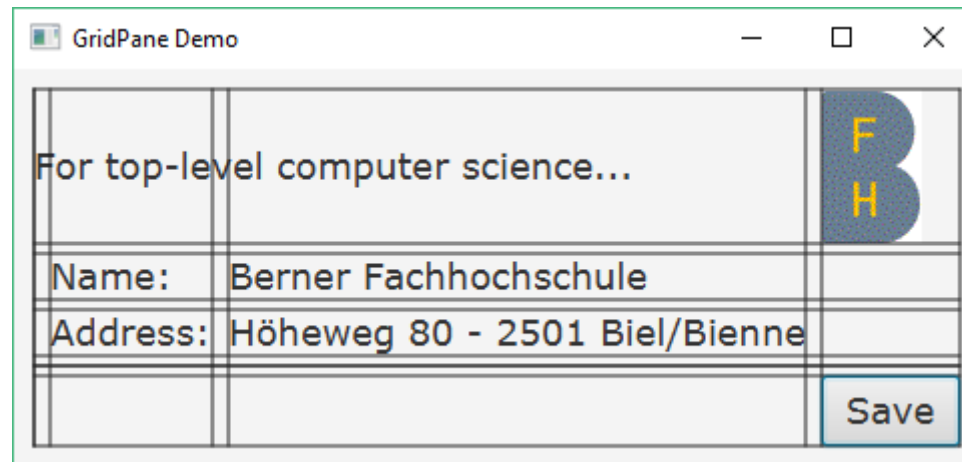 GridPane Demo
For top-level computer science...
F
H
Name: Berner Fachhochschule
Address: Höheweg 80 - 2501 Biel/Bienne
Save